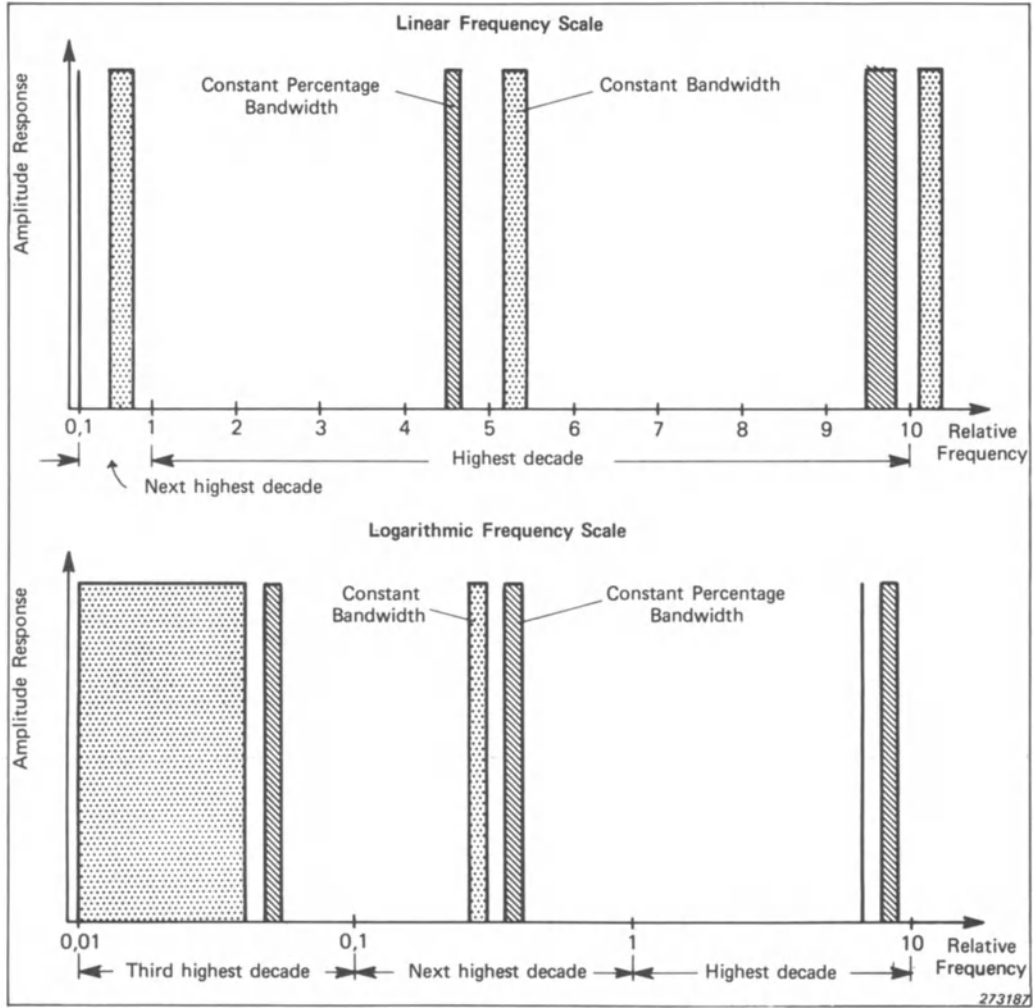 Linear Frequency Scale
Amplitude Response
Constant Percentage
Bandwidth
Constant Bandwidth
0,1 1 2 3 4 5 6 7 8 9 10 Relative
Frequency
Highest decade
Next highest decade
Logarithmic Frequency Scale
Amplitude Response
Constant
Bandwidth
Constant Percentage
Bandwidth
0,01 0,1 1 10 Relative
Frequency
Third highest decade Next highest decade Highest decade
273187